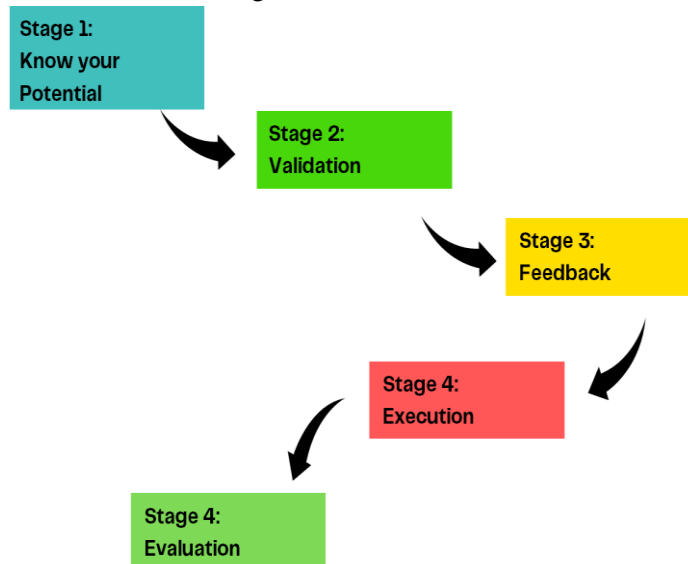 Stage 1:
Know your
Potential
Stage 2:
Validation
Stage 3:
Feedback
Stage 4:
Execution
Stage 4:
Evaluation